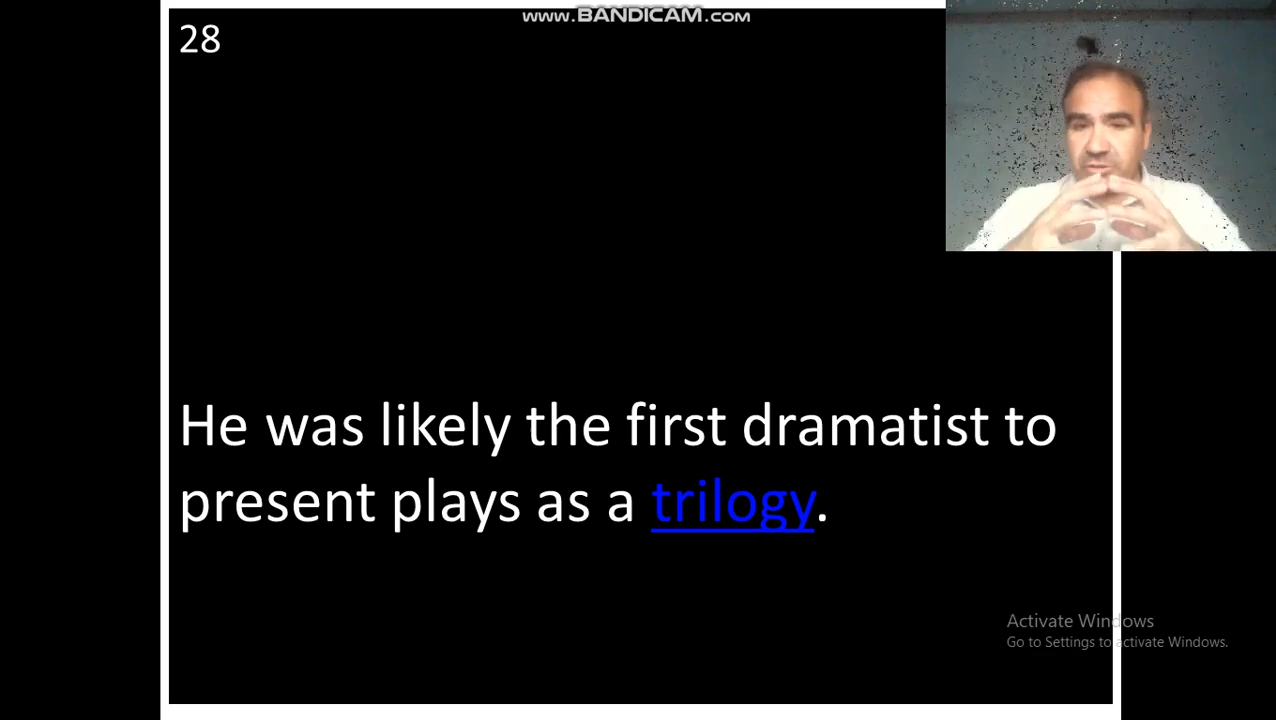 www.BANDICAM.com
28
He was likely the first dramatist to
present plays as a trilogy.
Activate Windows
Go to Settings to activate Windows.